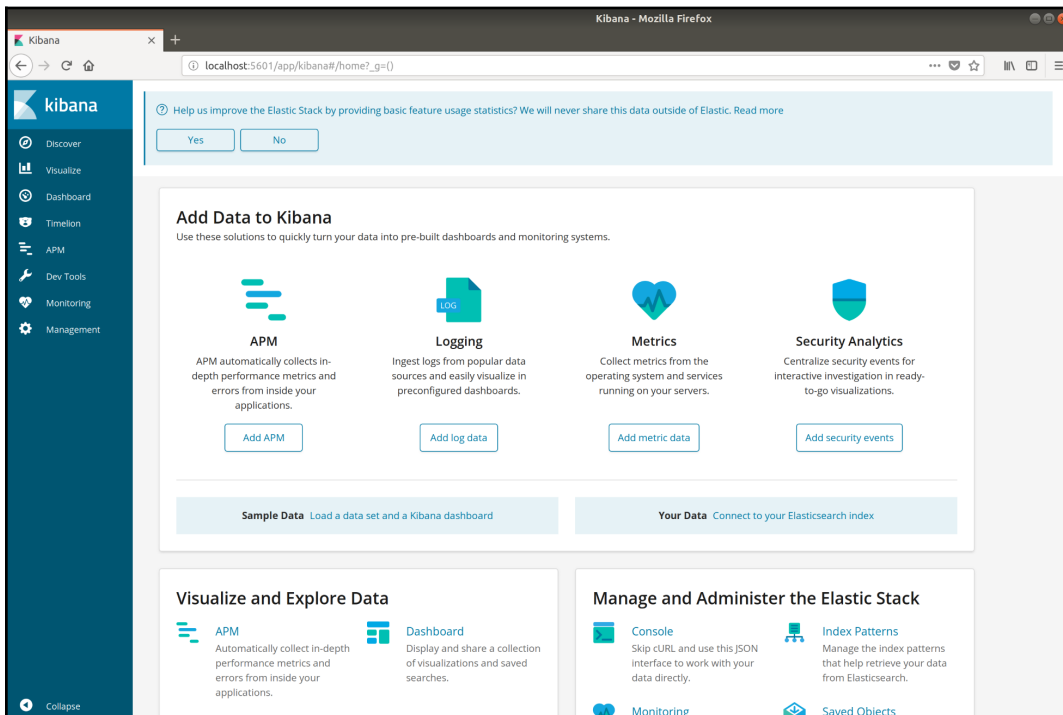 Kibana - Mozilla Firefox
Kibana
localhost:5601/app/kibana#/home?_g=()
kibana
Discover
Visualize
Dashboard
Timelion
APM
Dev Tools
Monitoring
Management
Collapse
Help us improve the Elastic Stack by providing basic feature usage statistics? We will never share this data outside of Elastic. Read more
Yes
No
Add Data to Kibana
Use these solutions to quickly turn your data into pre-built dashboards and monitoring systems.
APM
APM automatically collects in-
depth performance metrics and
errors from inside your
applications.
Add APM
LOG
Logging
Ingest logs from popular data
sources and easily visualize in
preconfigured dashboards.
Add log data
Metrics
Collect metrics from the
operating system and services
running on your servers.
Add metric data
Security Analytics
Centralize security events for
interactive investigation in ready-
to-go visualizations.
Add security events
Sample Data Load a data set and a Kibana dashboard
Your Data Connect to your Elasticsearch index
Visualize and Explore Data
APM
Automatically collect in-depth
performance metrics and
errors from inside your
applications.
Dashboard
Display and share a collection
of visualizations and saved
searches.
Manage and Administer the Elastic Stack
Console
Skip cURL and use this JSON
interface to work with your
data directly.
Index Patterns
Manage the index patterns
that help retrieve your data
from Elasticsearch.
Monitoring
Saved Objects